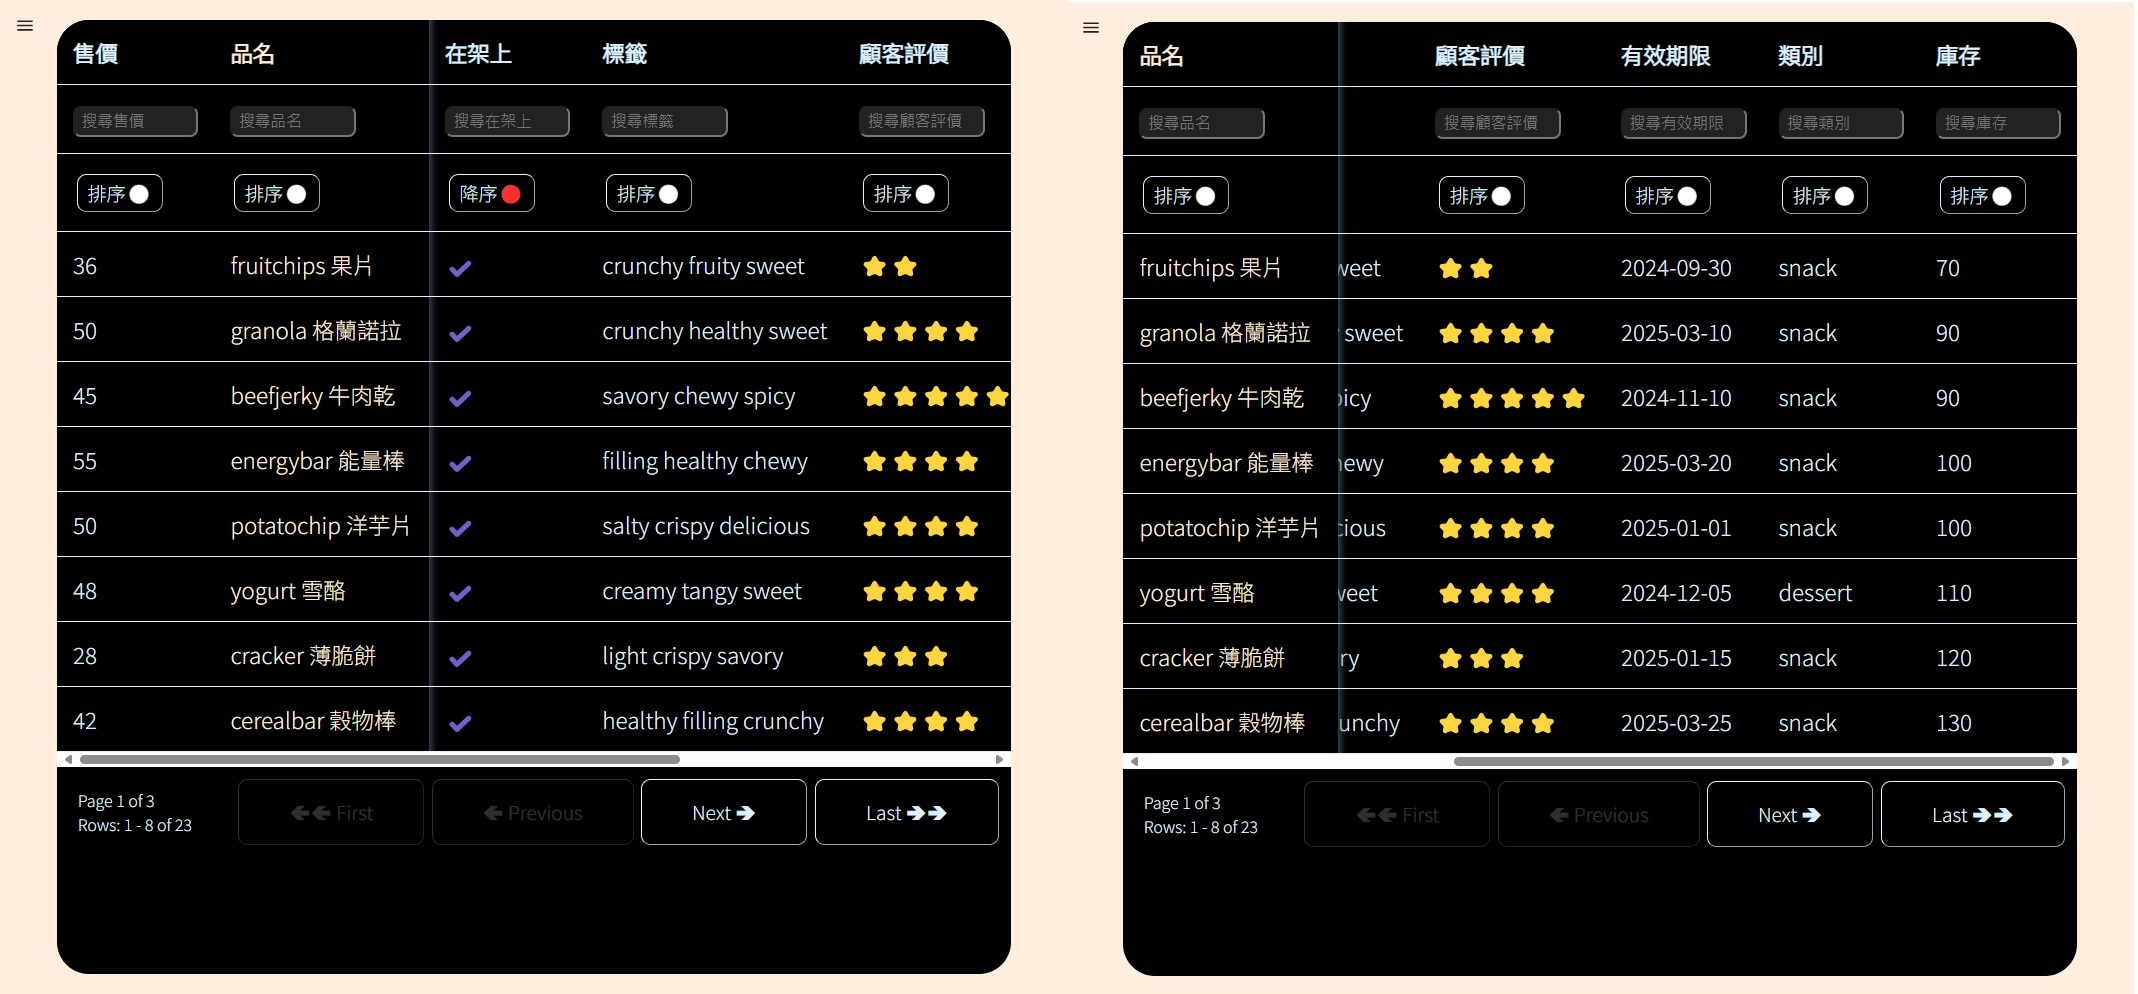 售價 品名 在架上 標籤 顧客評價
搜尋售價 搜尋品名 搜尋在架上 搜尋標籤 搜尋顧客評價
排序 排序 降序 排序 排序
36 fruitchips 果片 crunchy fruity sweet
50 granola 格蘭諾拉 crunchy healthy sweet
45 beefjerky 牛肉乾 savory chewy spicy
55 energybar 能量棒 filling healthy chewy
50 potatochip 洋芋片 salty crispy delicious
48 yogurt 雪酪 creamy tangy sweet
28 cracker 薄脆餅 light crispy savory
42 cerealbar 穀物棒 healthy filling crunchy
Page 1 of 3
Rows: 1 - 8 of 23
First Previous Next Last
品名 顧客評價 有效期限 類別 庫存
搜尋品名 搜尋顧客評價 搜尋有效期限 搜尋類別 搜尋庫存
排序 排序 排序 排序 排序
fruitchips 果片 weet 2024-09-30 snack 70
granola 格蘭諾拉 sweet 2025-03-10 snack 90
beefjerky 牛肉乾 icy 2024-11-10 snack 90
energybar 能量棒 ewy 2025-03-20 snack 100
potatochip 洋芋片 cious 2025-01-01 snack 100
yogurt 雪酪 weet 2024-12-05 dessert 110
cracker 薄脆餅 ry 2025-01-15 snack 120
cerealbar 穀物棒 unchy 2025-03-25 snack 130
Page 1 of 3
Rows: 1 - 8 of 23
First Previous Next Last